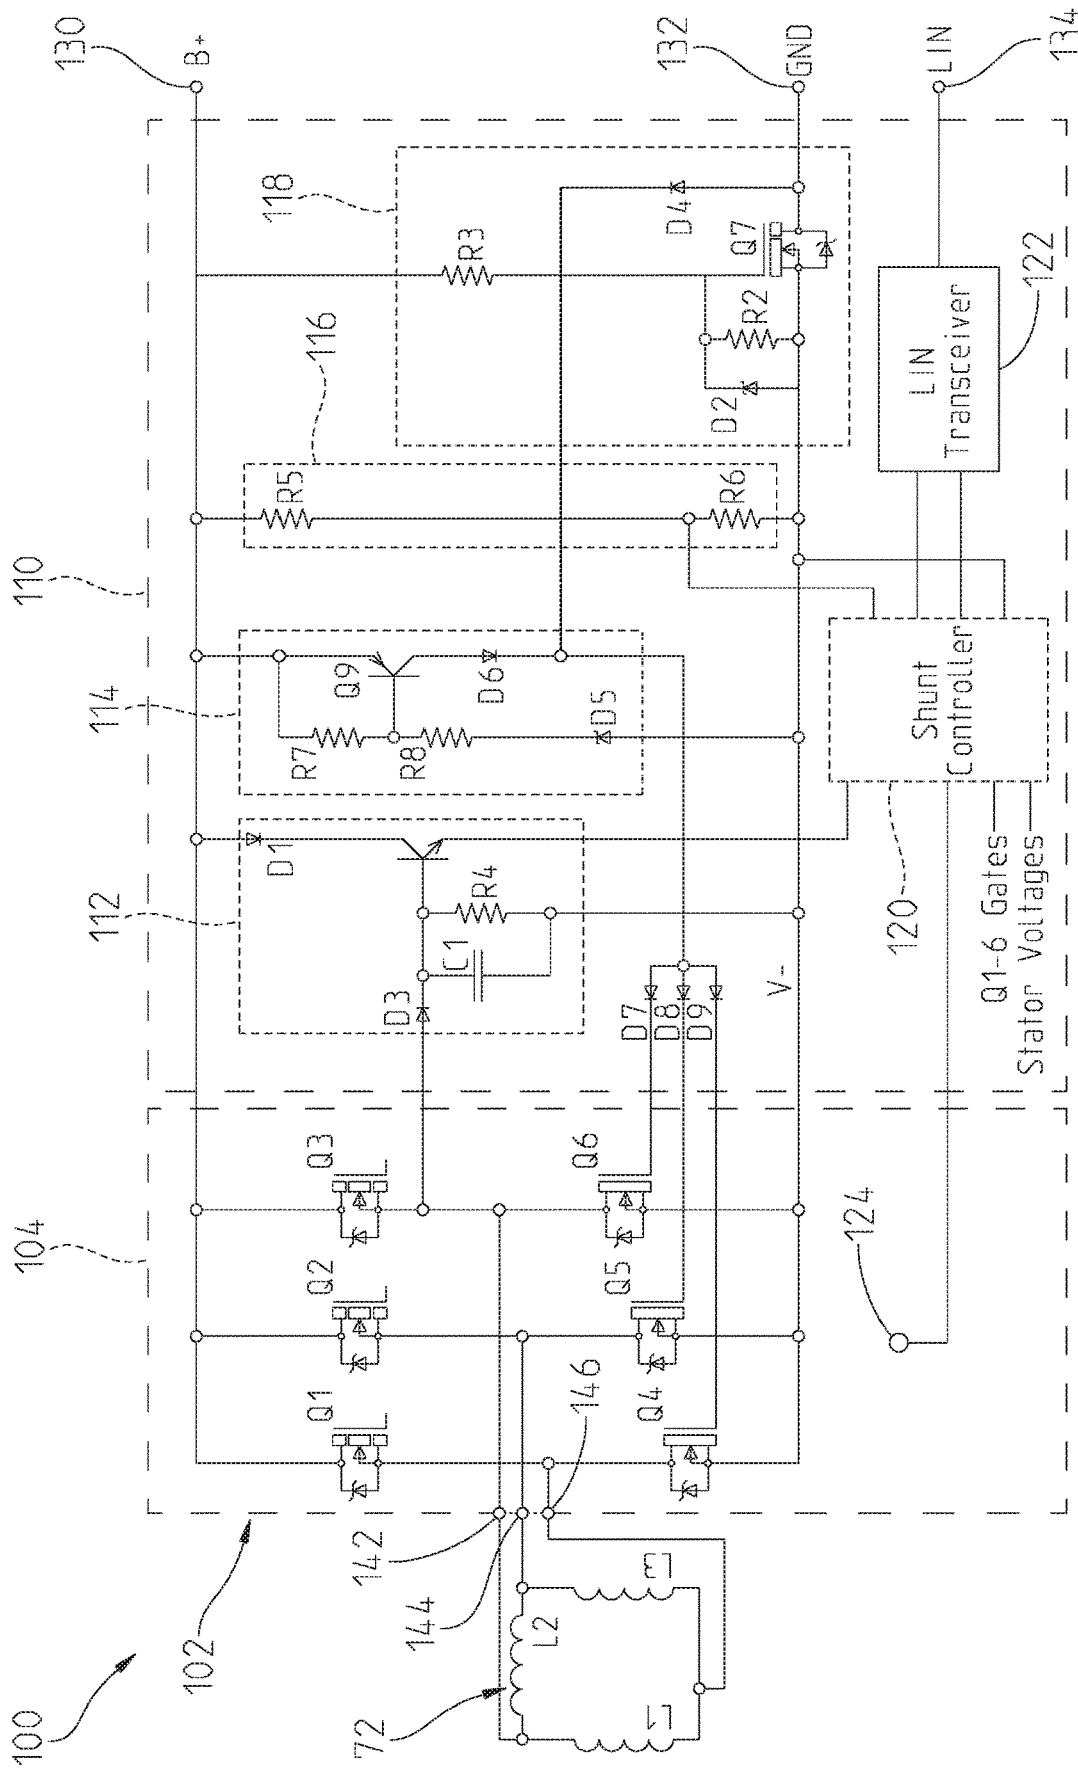 100
102
104
110
130
B+
112
114
116
118
Q1
Q2
Q3
D1
R7
Q9
R5
R3
D3
C1
R4
R8
D6
D5
R6
D4
D2
R2
Q7
132
GND
72
L2
L1
L3
142
144
146
Q4
Q5
Q6
D7
D8
D9
V-
124
120
Shunt
Controller
Q1-6 Gates
Stator Voltages
LIN
Transceiver
122
LIN
134